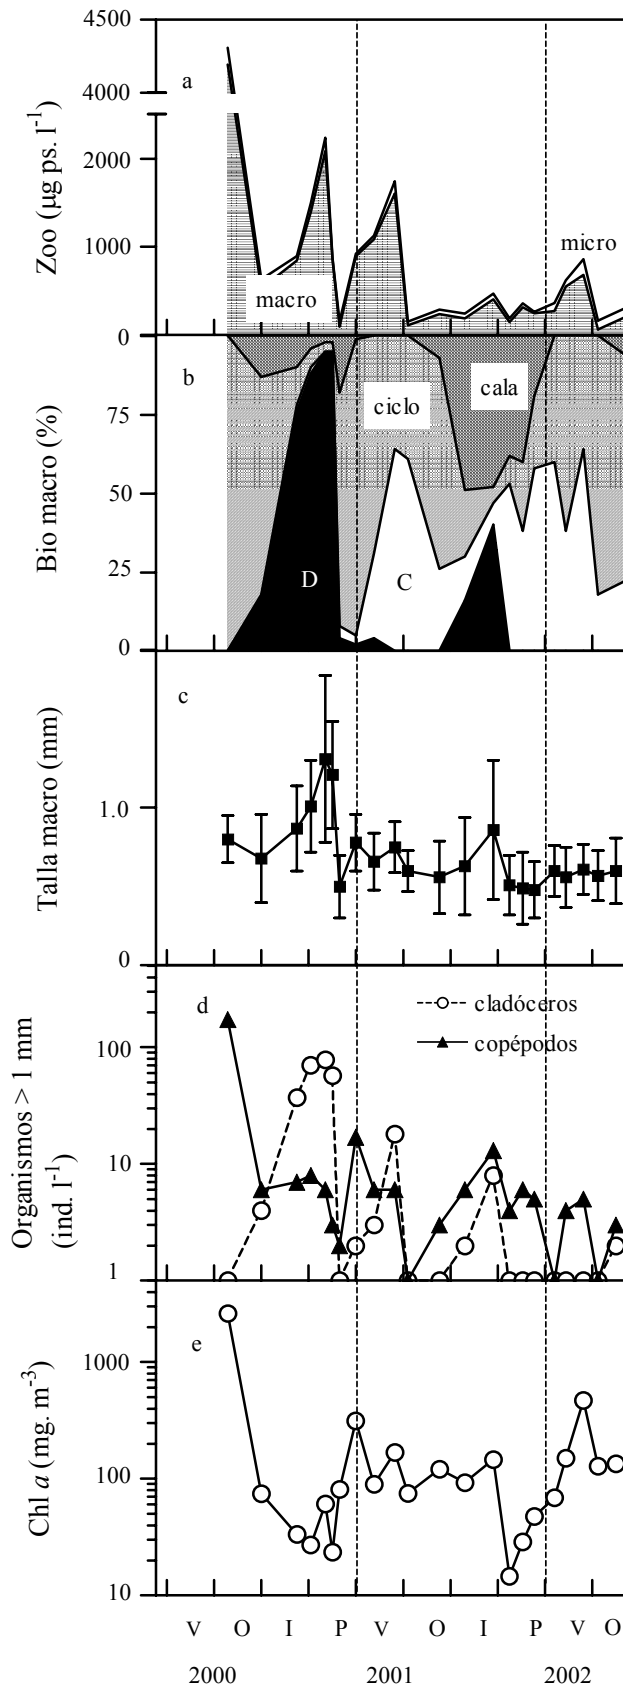 4500
a
4000
Zoo (µg ps. l⁻¹)
2000
1000
micro
macro
0
b
Bio macro (%)
75
cala
ciclo
50
25
D
C
0
c
Talla macro (mm)
1.0
0
d
Organismos > 1 mm
(ind. l⁻¹)
cladóceros
100
copépodos
10
1
e
Chl a (mg. m⁻³)
1000
100
10
V O I P V O I P V O
2000 2001 2002